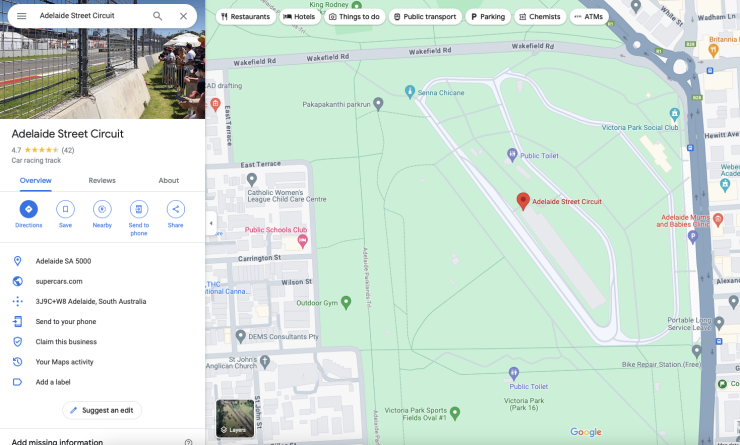 Adelaide Street Circuit
Adelaide Street Circuit
4.7
(42)
Car racing track
Overview
Reviews
About
Directions
Save
Nearby
Send to
phone
Share
Adelaide SA 5000
supercars.com
3J9C+W8 Adelaide, South Australia
Send to your phone
Claim this business
Your Maps activity
Add a label
Suggest an edit
Add missing information
Restaurants
Hotels
Things to do
Public transport
Parking
Chemists
ATMs
King Rodney
White St
Wadham Ln
Britannia
Wakefield Rd
Wakefield Rd
Wakefield Rd
CAD drafting
East Terrace
Senna Chicane
Pakapakanthi parkrun
Victoria Park Social Club
Hewitt Ave
Public Toilet
East Terrace
Catholic Women's
League Child Care Centre
Webe
Academ
Adelaide Street Circuit
Adelaide Mums
and Babies Clinic
Public Schools Club
Carrington St
Adelaide Parklands Trl
Wilson St
THC
ational Canna...
Alexan
Outdoor Gym
Portable Long
Service Leave
DEMS Consultants Pty
St John's
Anglican Church
Bike Repair Station (Free)
Public Toilet
Co
St John St
Victoria Park
(Park 16)
Victoria Park Sports
Fields Oval #1
Layers
Google